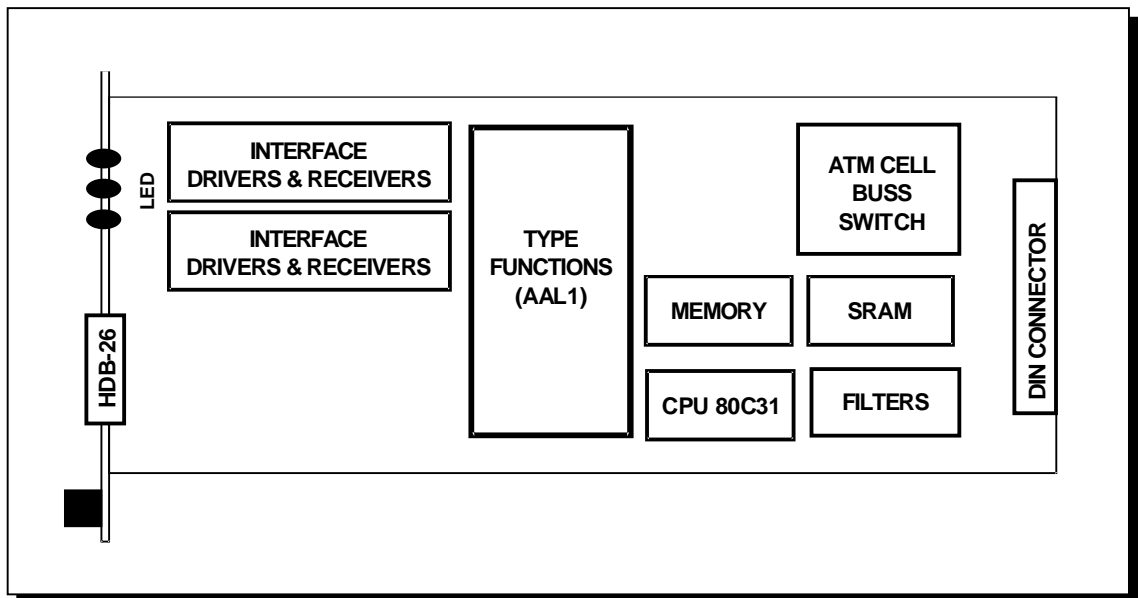 LED
INTERFACE
DRIVERS & RECEIVERS
INTERFACE
DRIVERS & RECEIVERS
HDB-26
TYPE
FUNCTIONS
(AAL1)
ATM CELL
BUSS
SWITCH
MEMORY
SRAM
CPU 80C31
FILTERS
DIN CONNECTOR